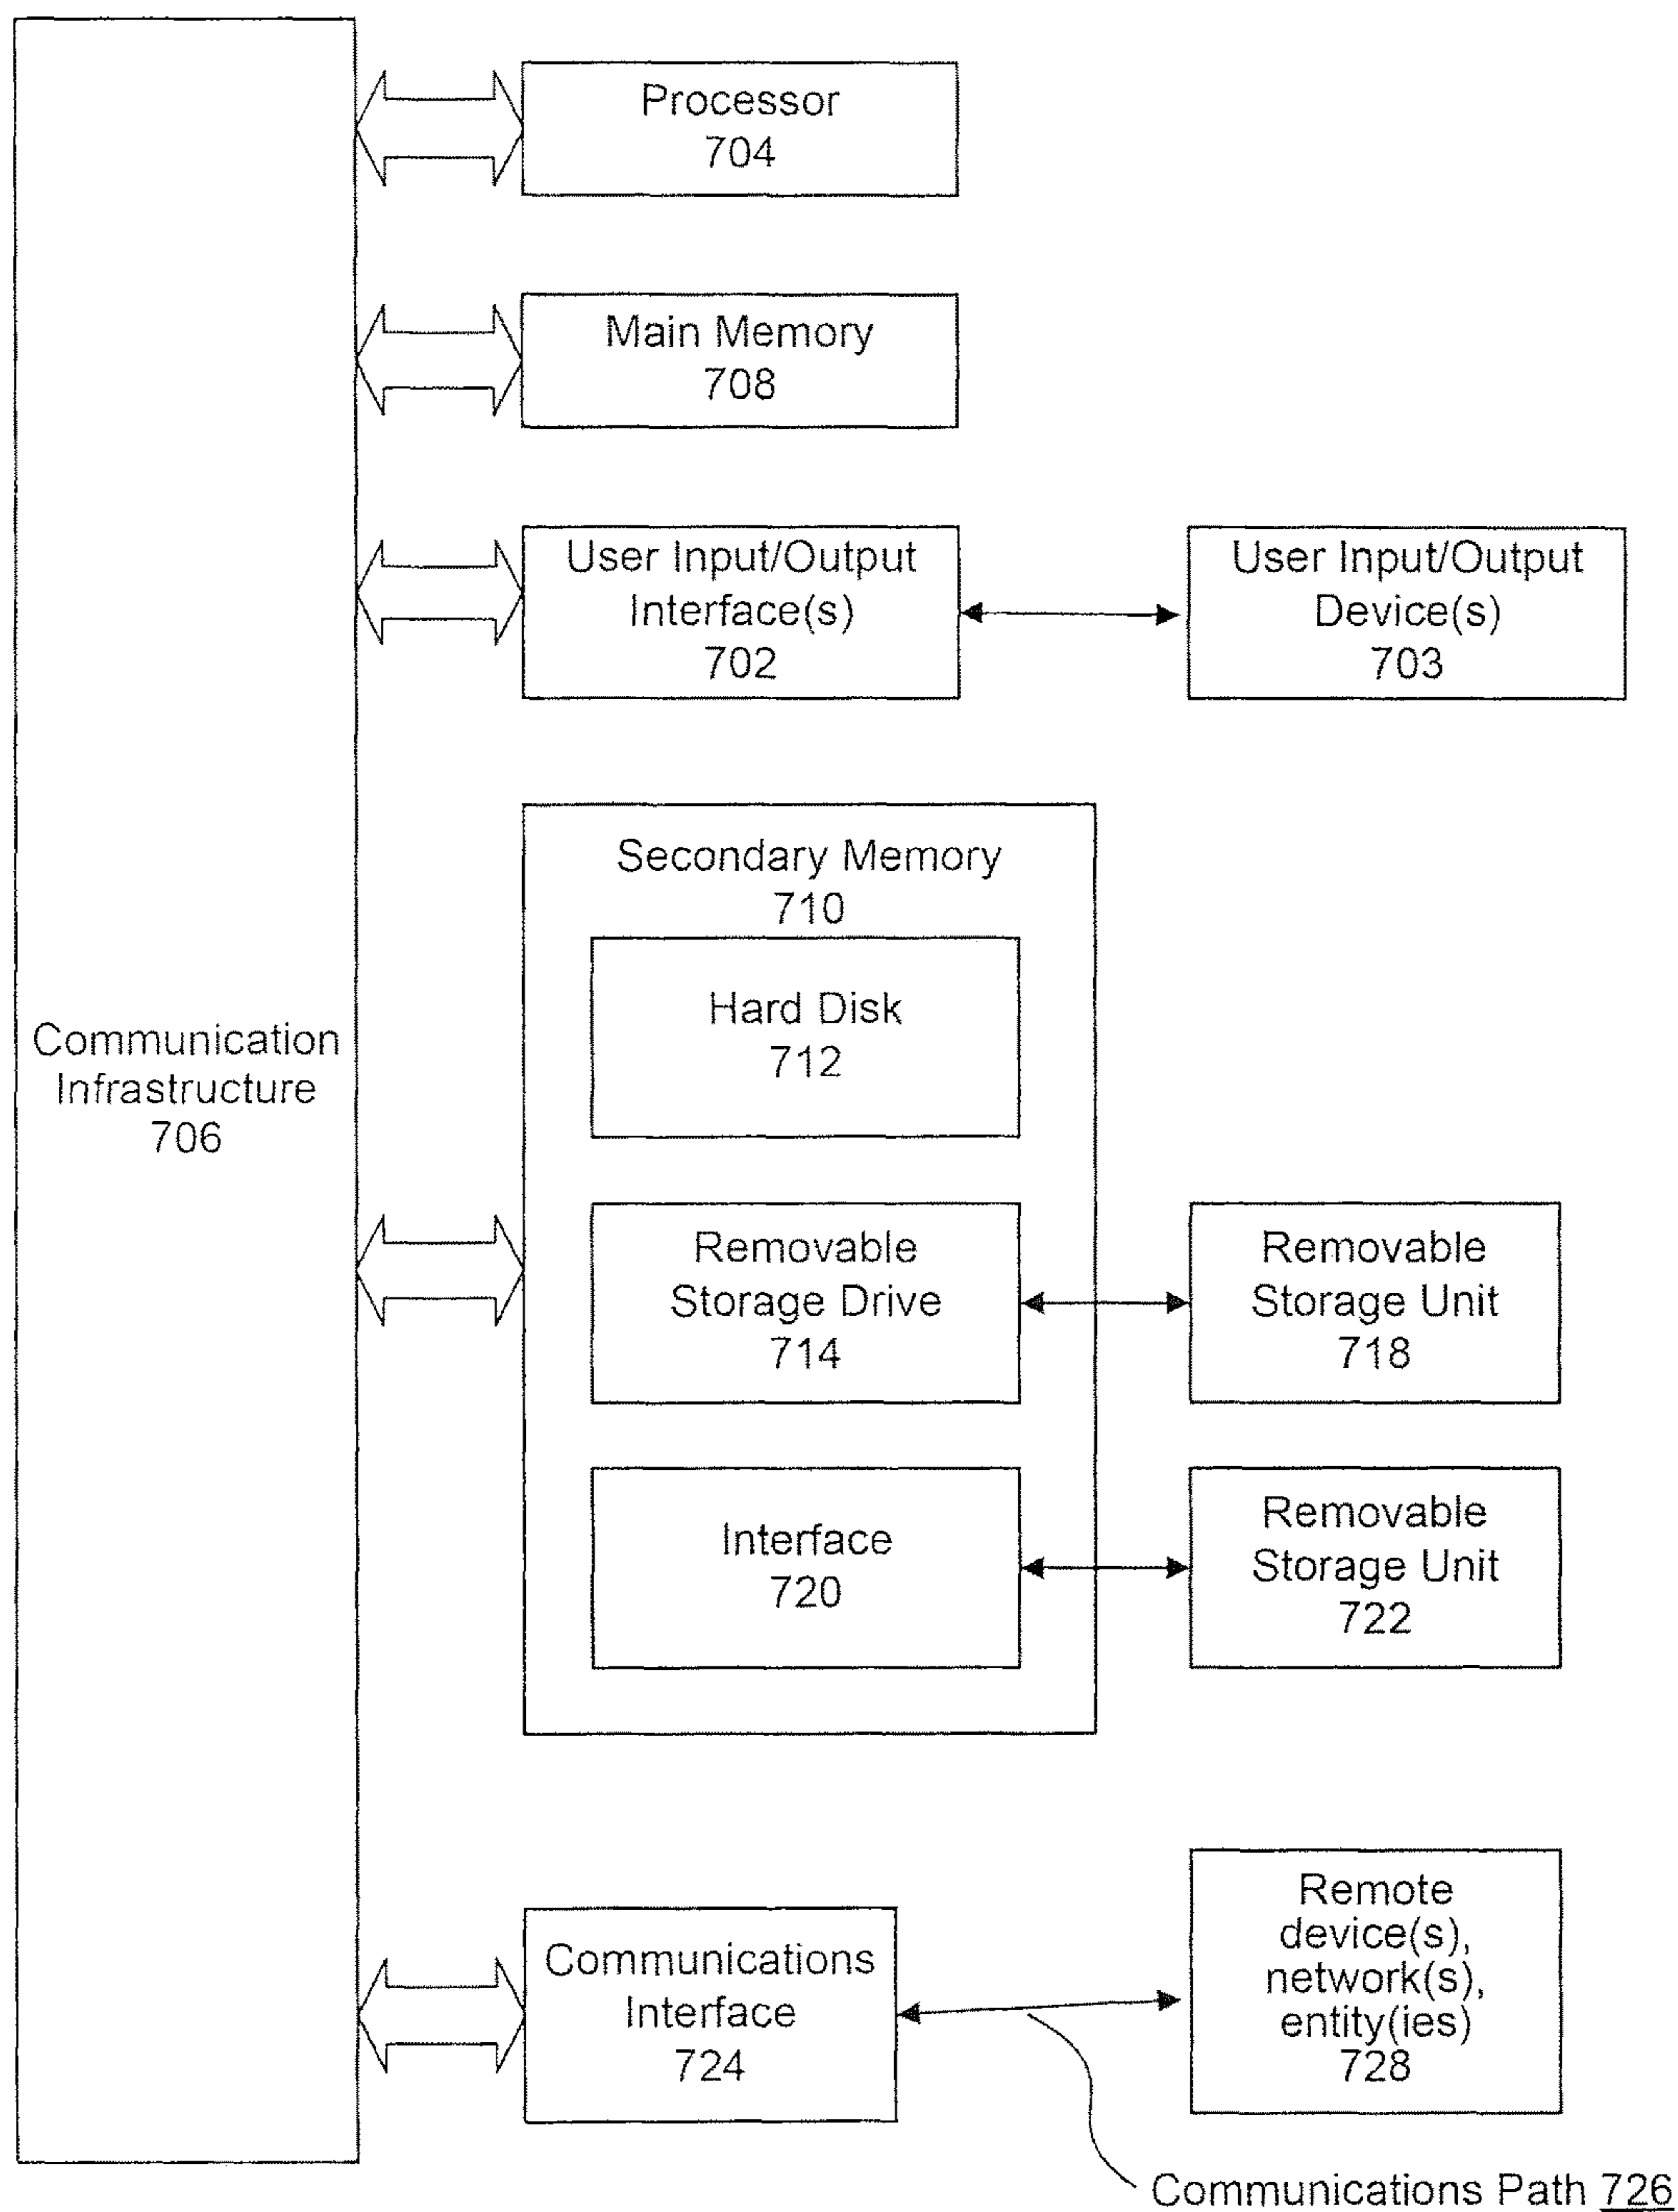 Processor
704
Main Memory
708
User Input/Output
Interface(s)
702
User Input/Output
Device(s)
703
Secondary Memory
710
Hard Disk
712
Communication
Infrastructure
706
Removable
Storage Drive
714
Removable
Storage Unit
718
Interface
720
Removable
Storage Unit
722
Communications
Interface
724
Remote
device(s),
network(s),
entity(ies)
728
Communications Path 726